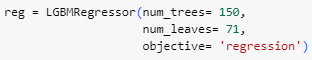 reg = LGBMRegressor(num_trees= 150,
                    num_leaves= 71,
                    objective= 'regression')